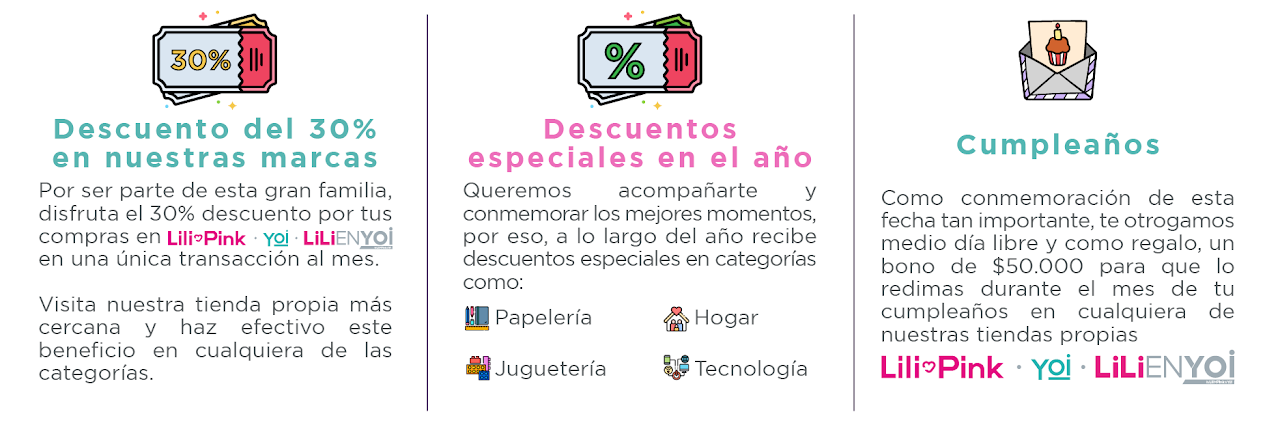 30%
Descuento del 30%
en nuestras marcas
Por ser parte de esta gran familia,
disfruta el 30% descuento por tus
compras en Lili Pink · yoi · LiLiENYOi
en una única transacción al mes.
Visita nuestra tienda propia más
cercana y haz efectivo este
beneficio en cualquiera de las
categorías.
%
Descuentos
especiales en el año
Queremos acompañarte y
conmemorar los mejores momentos,
por eso, a lo largo del año recibe
descuentos especiales en categorías
como:
Papelería
Hogar
Juguetería
Tecnología
Cumpleaños
Como conmemoración de esta
fecha tan importante, te otrogamos
medio día libre y como regalo, un
bono de $50.000 para que lo
redimas durante el mes de tu
cumpleaños en cualquiera de
nuestras tiendas propias
Lili Pink · yoi · LiLiENYOi